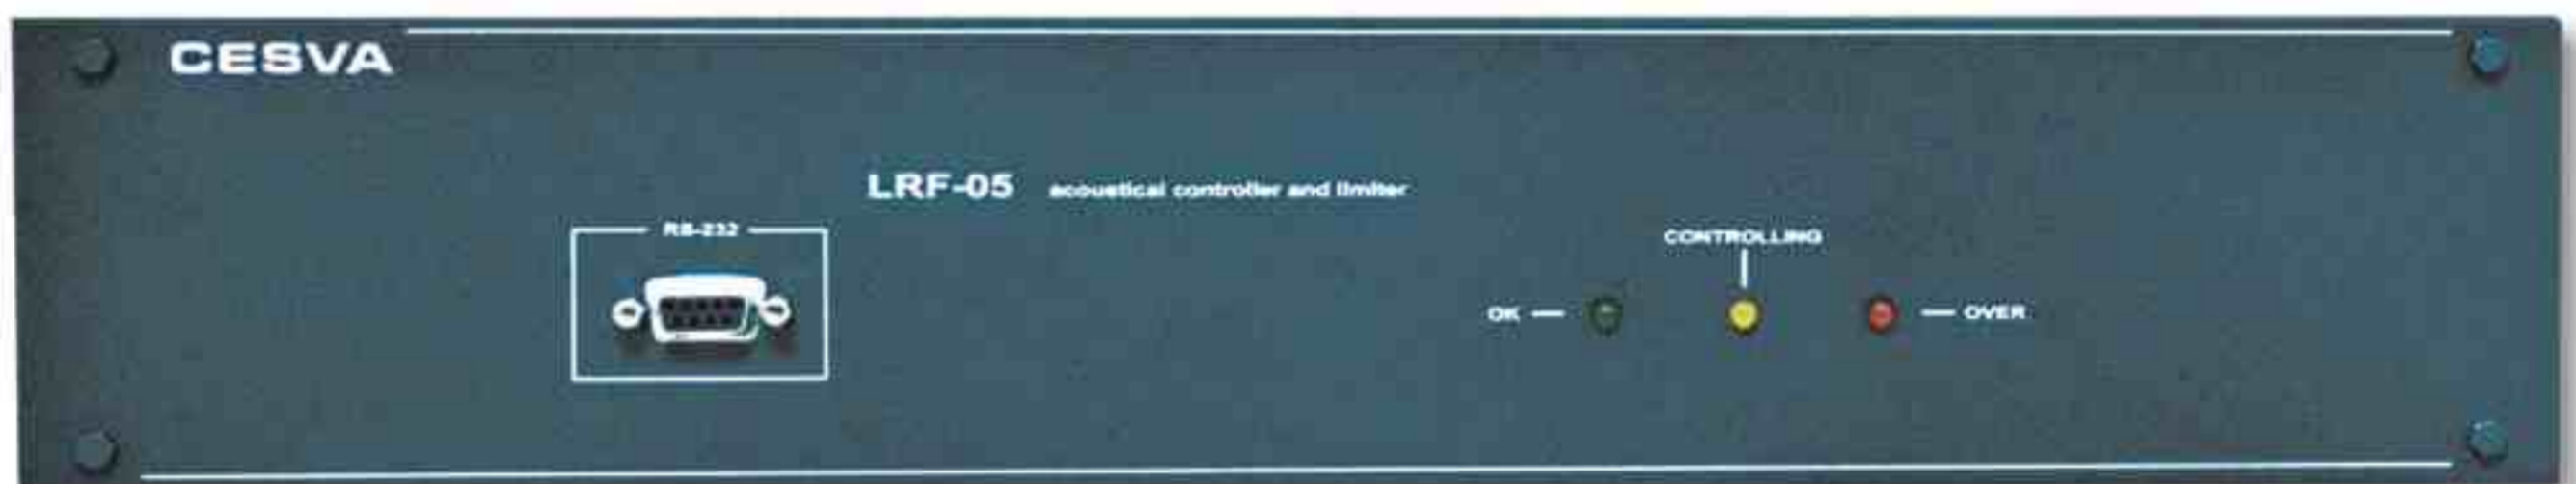 CESVA
LRF-05 acoustical controller and limiter
RS-232
CONTROLLING
OK
OVER